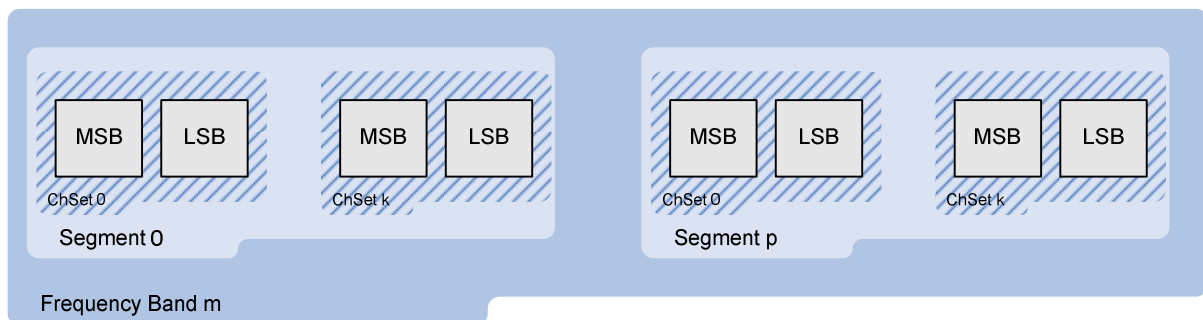 MSB LSB MSB LSB MSB LSB MSB LSB
ChSet 0 ChSet k ChSet 0 ChSet k
Segment 0 Segment p
Frequency Band m